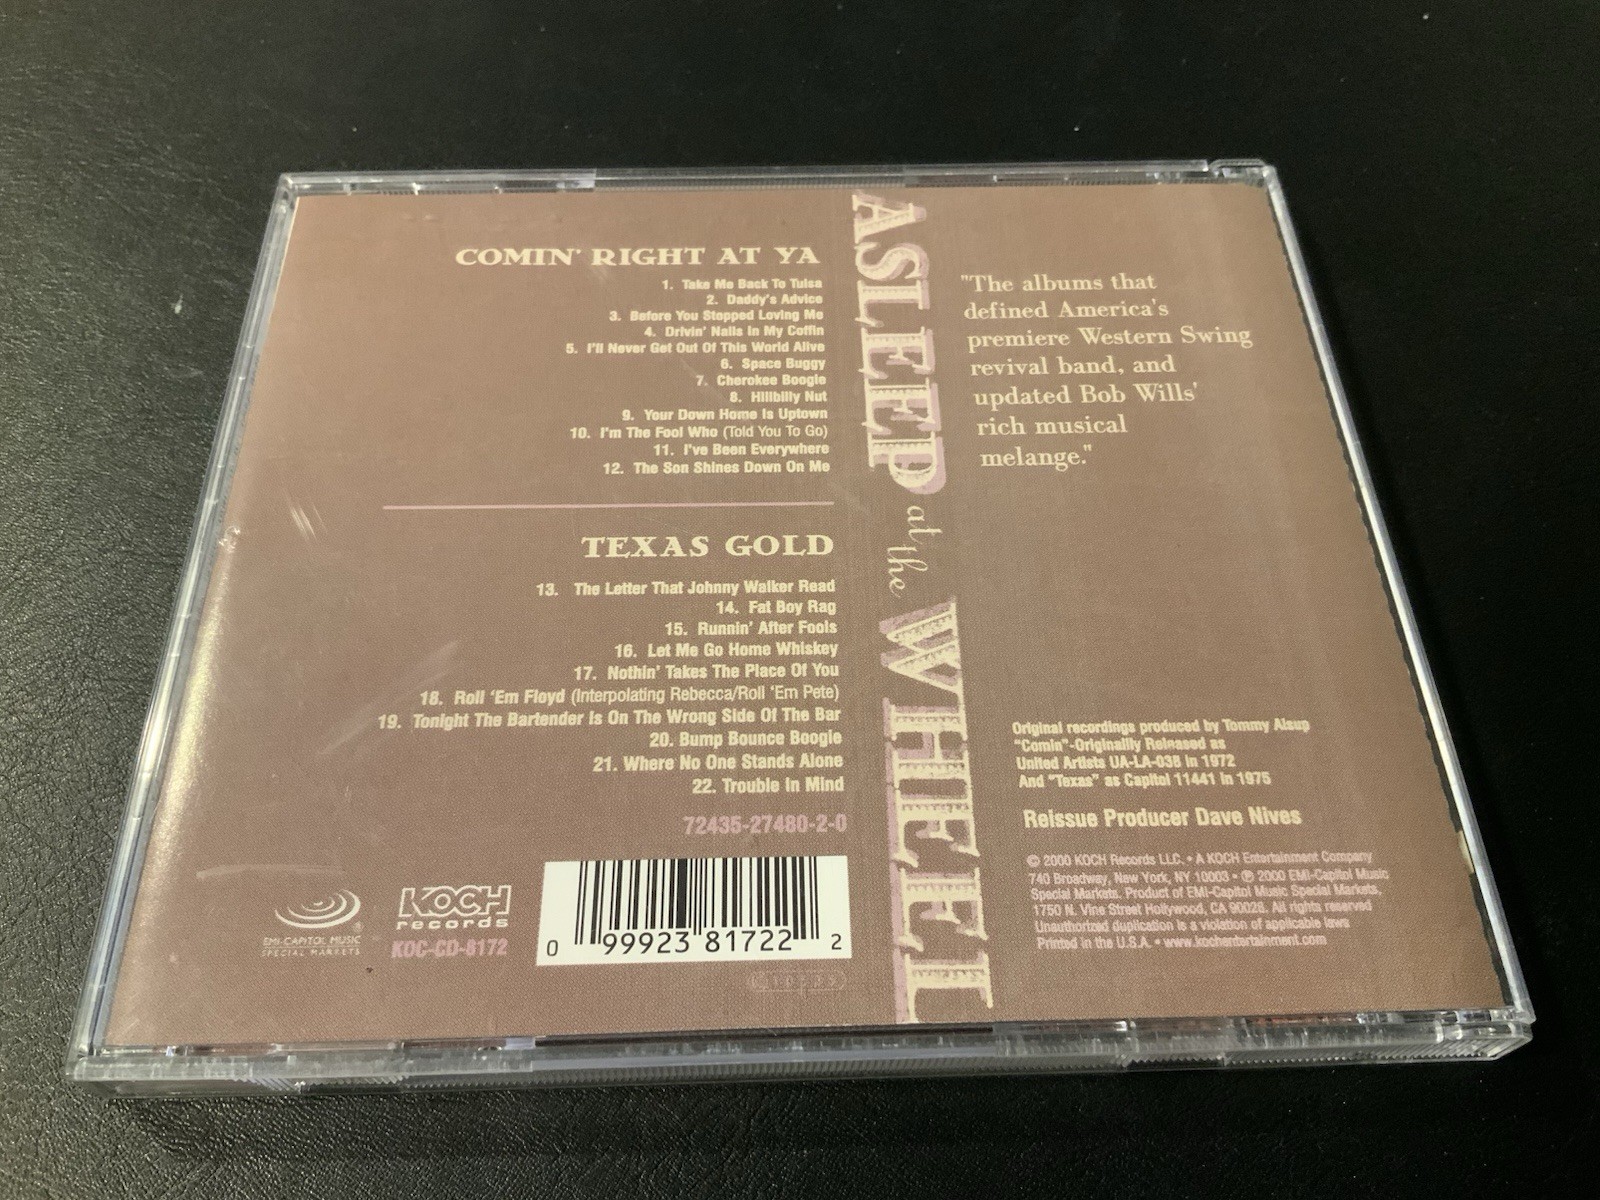 COMIN' RIGHT AT YA
1. Take Me Back To Tulsa
2. Daddy's Advice
3. Before You Stopped Loving Me
4. Drivin' Nails In My Coffin
5. I'll Never Get Out Of This World Alive
6. Space Buggy
7. Cherokee Boogie
8. Hillbilly Nut
9. Your Down Home Is Uptown
10. I'm The Fool Who (Told You To Go)
11. I've Been Everywhere
12. The Son Shines Down On Me
TEXAS GOLD
13. The Letter That Johnny Walker Read
14. Fat Boy Rag
15. Runnin' After Fools
16. Let Me Go Home Whiskey
17. Nothin' Takes The Place Of You
18. Roll 'Em Floyd (Interpolating Rebecca/Roll 'Em Pete)
19. Tonight The Bartender Is On The Wrong Side Of The Bar
20. Bump Bounce Boogie
21. Where No One Stands Alone
22. Trouble In Mind
72435-27480-2-0
EMI-CAPITOL MUSIC
SPECIAL MARKETS
KOCH
records
KOC-CD-8172
0 99923 81722 2
ASLEEP at the WHEEL
"The albums that
defined America's
premiere Western Swing
revival band, and
updated Bob Wills'
rich musical
melange."
Original recordings produced by Tommy Alsup
"Comin"-Originallly Released as
United Artists UA-LA-038 in 1972
And "Texas" as Capitol 11441 in 1975
Reissue Producer Dave Nives
© 2000 KOCH Records LLC. • A KOCH Entertainment Company
740 Broadway, New York, NY 10003 • ℗ 2000 EMI-Capitol Music
Special Markets. Product of EMI-Capitol Music Special Markets,
1750 N. Vine Street Hollywood, CA 90028. All rights reserved
Unauthorized duplication is a violation of applicable laws
Printed in the U.S.A. • www.kochentertainment.com